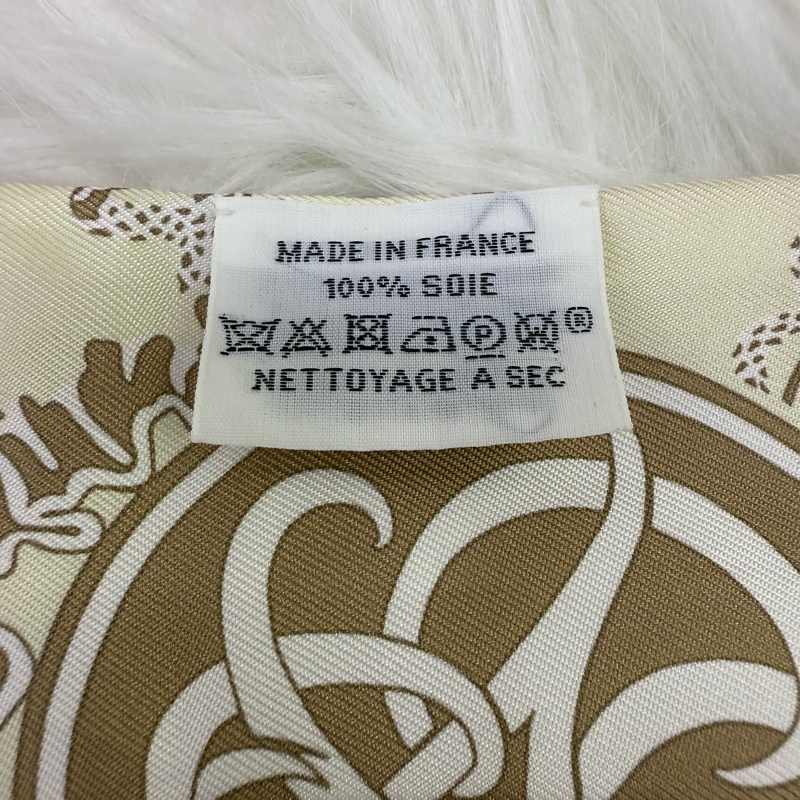 MADE IN FRANCE
100% SOIE
P W ®
NETTOYAGE A SEC